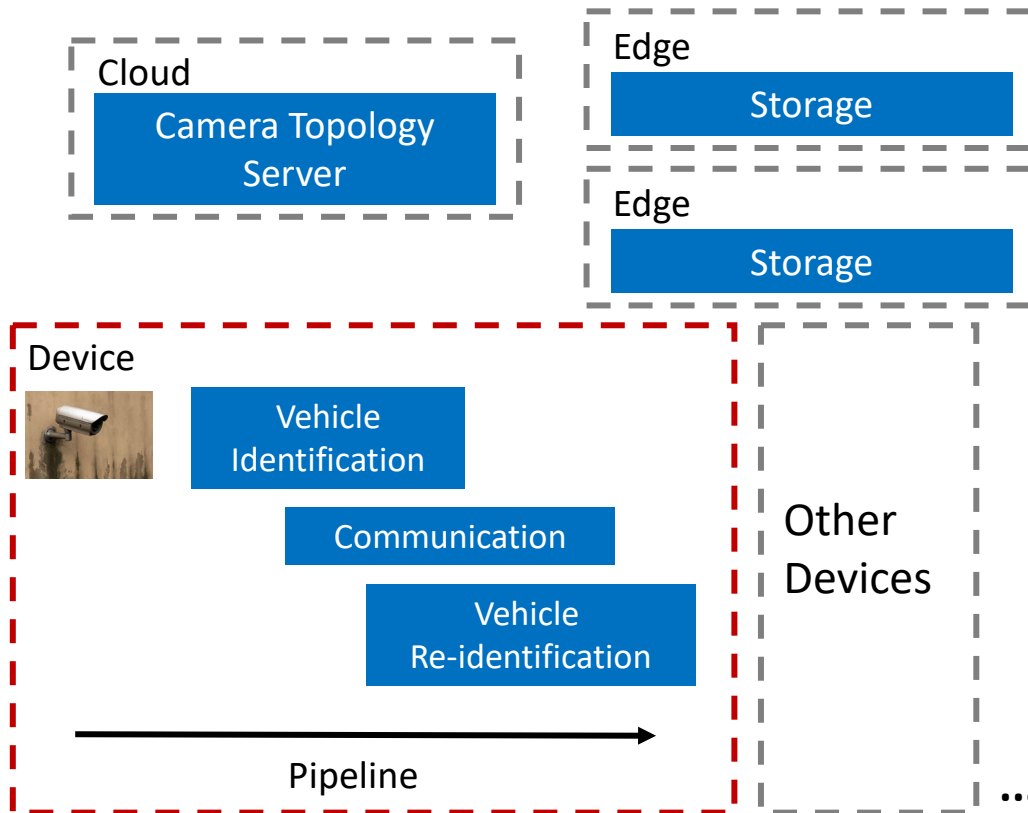 Cloud
Camera Topology
Server
Edge
Storage
Edge
Storage
Device
Vehicle
Identification
Communication
Vehicle
Re-identification
Pipeline
Other
Devices
...